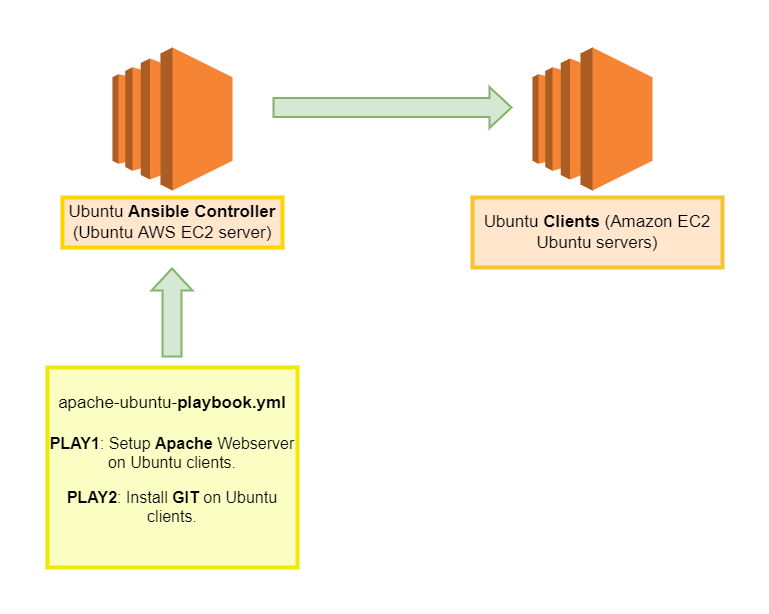 Ubuntu Ansible Controller
(Ubuntu AWS EC2 server)
Ubuntu Clients (Amazon EC2
Ubuntu servers)
apache-ubuntu-playbook.yml
PLAY1: Setup Apache Webserver
on Ubuntu clients.
PLAY2: Install GIT on Ubuntu
clients.